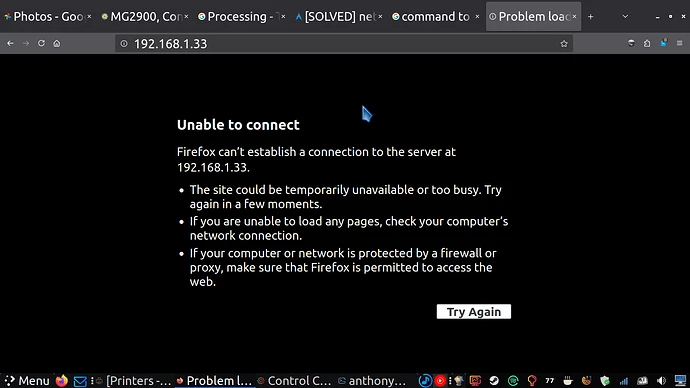 Photos - Goo
MG2900, Con
Processing - T
[SOLVED] net
command to
Problem load
192.168.1.33
Unable to connect
Firefox can’t establish a connection to the server at
192.168.1.33.
• The site could be temporarily unavailable or too busy. Try
again in a few moments.
• If you are unable to load any pages, check your computer’s
network connection.
• If your computer or network is protected by a firewall or
proxy, make sure that Firefox is permitted to access the
web.
Try Again
Menu
[Printers -...
Problem l...
Control C...
anthony...